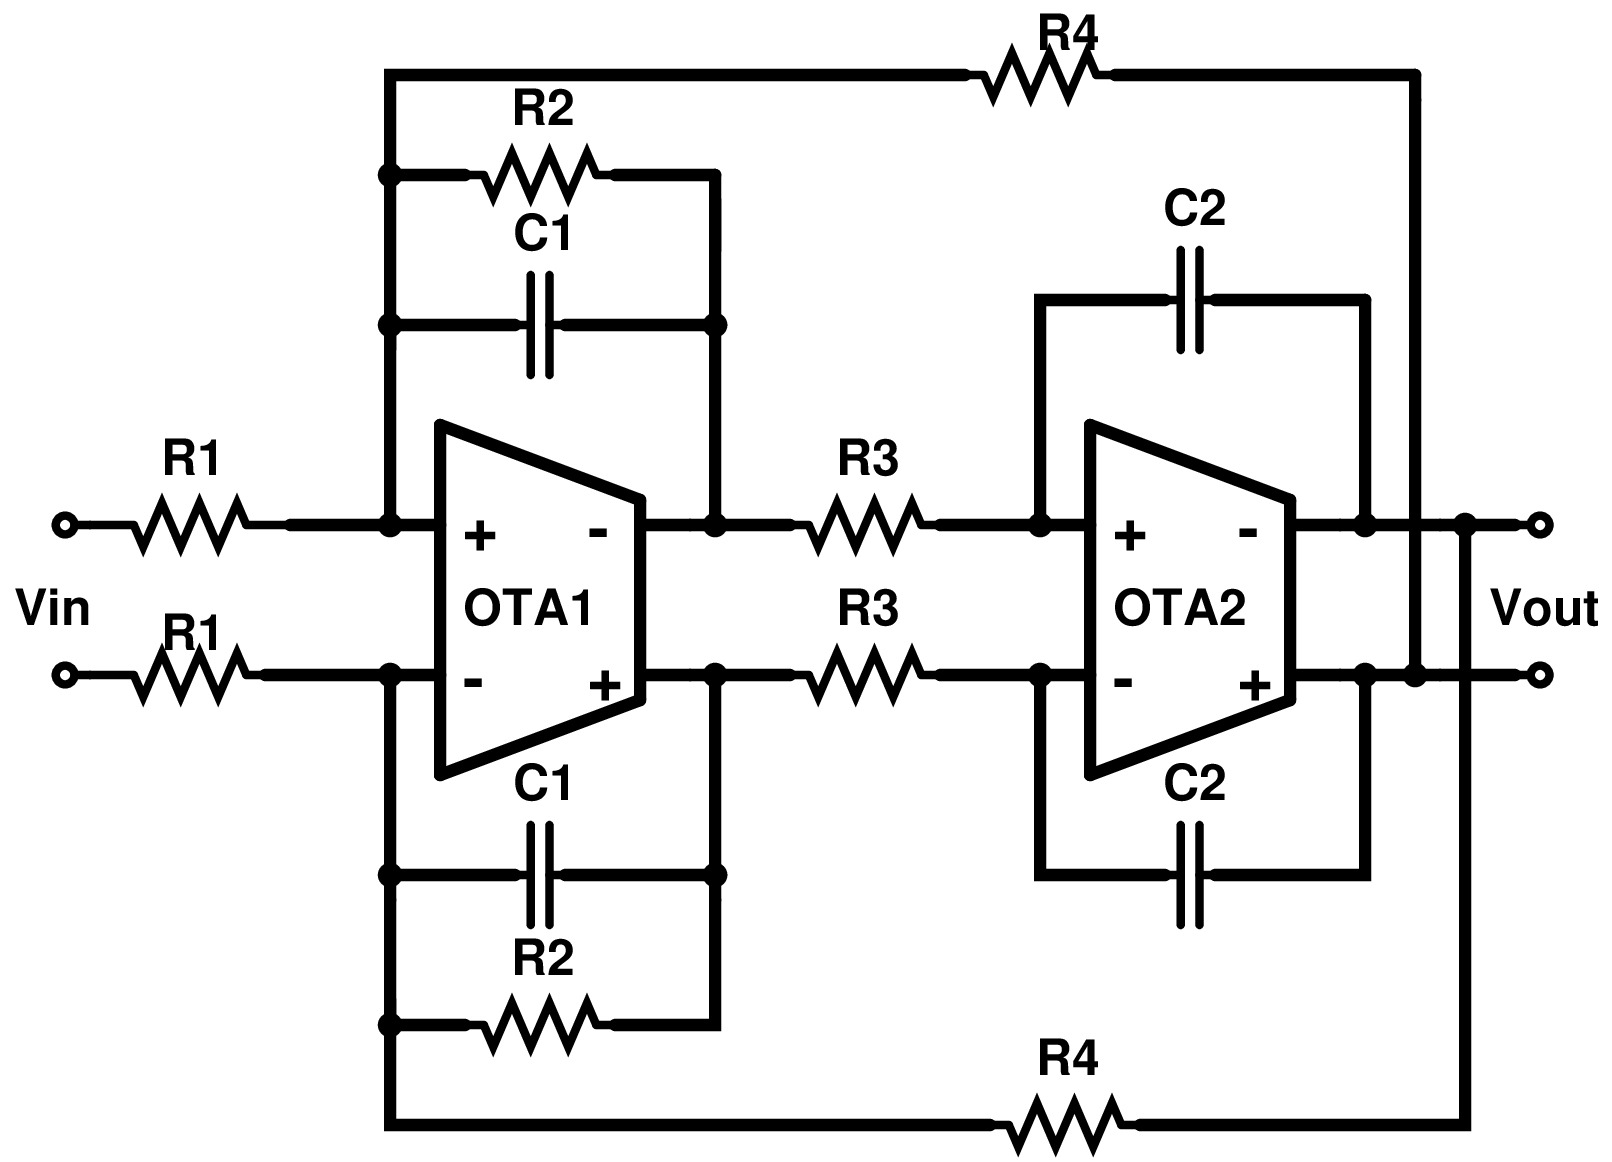 R4
R2
C1
C2
R1
R3
+ - + -
Vin OTA1 R3 OTA2 Vout
R1
- + - +
C1 C2
R2
R4